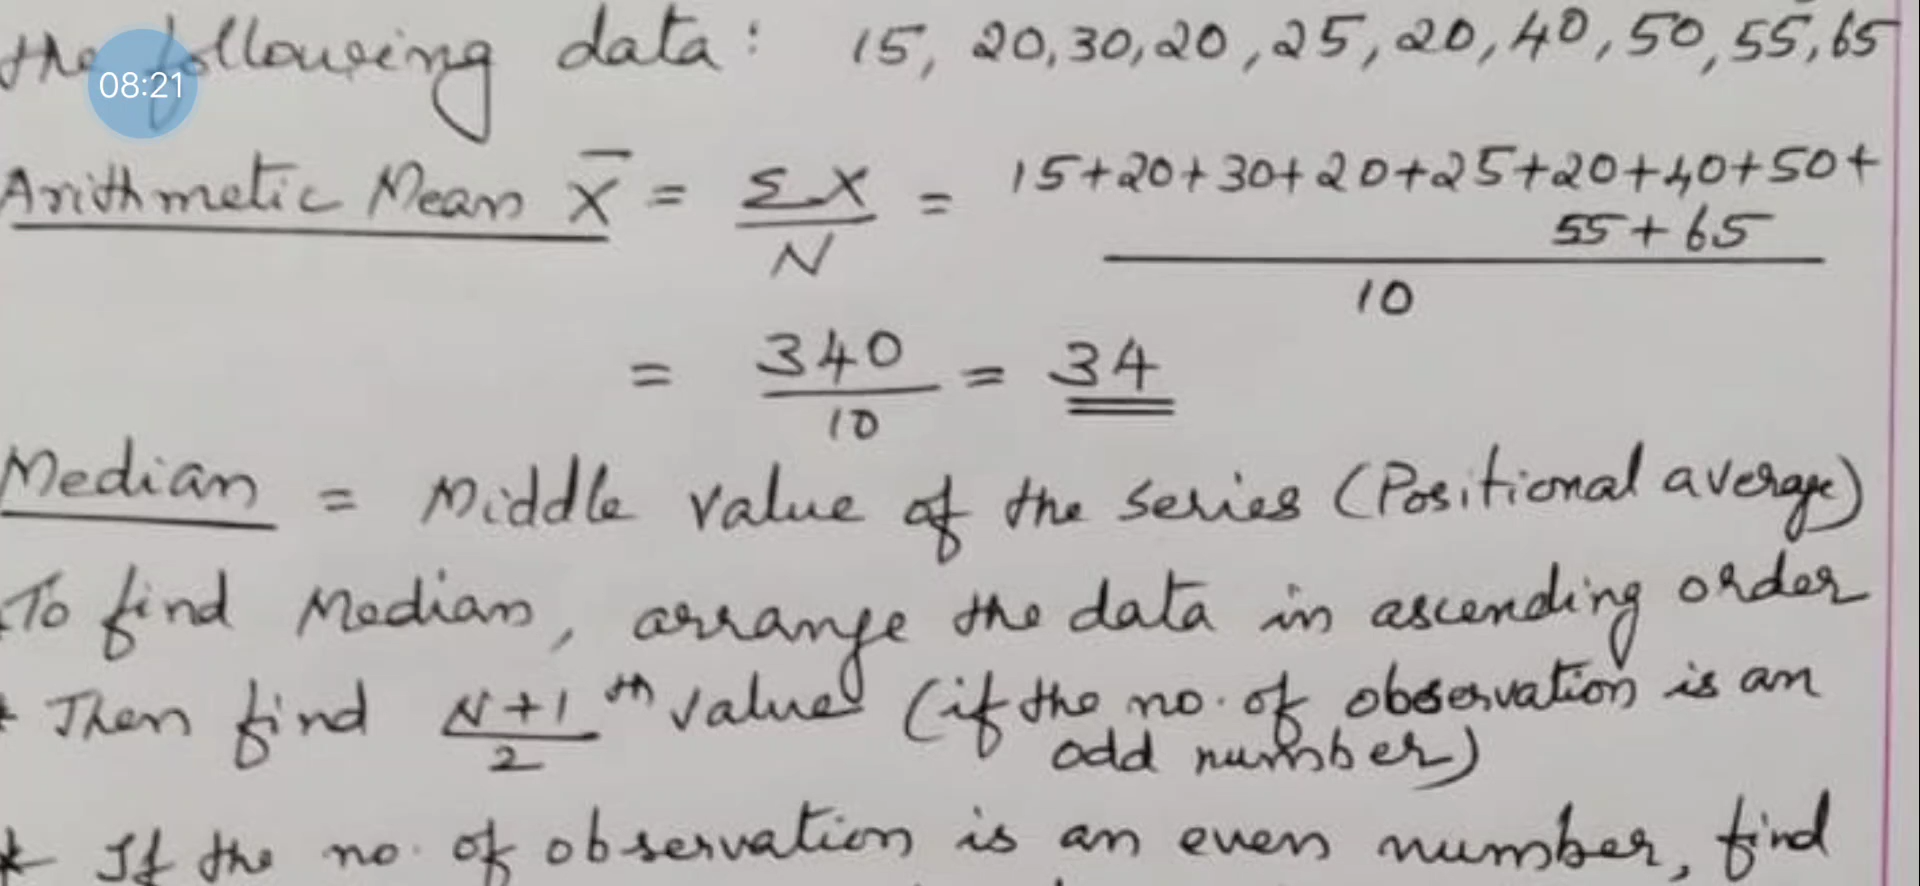 the following data: 15, 20,30,20,25,20,40,50,55,65
08:21
Arithmetic Mean X̄ = ΣX/N = 15+20+30+20+25+20+40+50+
55+65
10
= 340/10 = 34
Median = Middle value of the series (Positional average)
To find Median, arrange the data in ascending order
* Then find N+1/2 th value (if the no. of observation is an
odd number)
* If the no. of observation is an even number, find